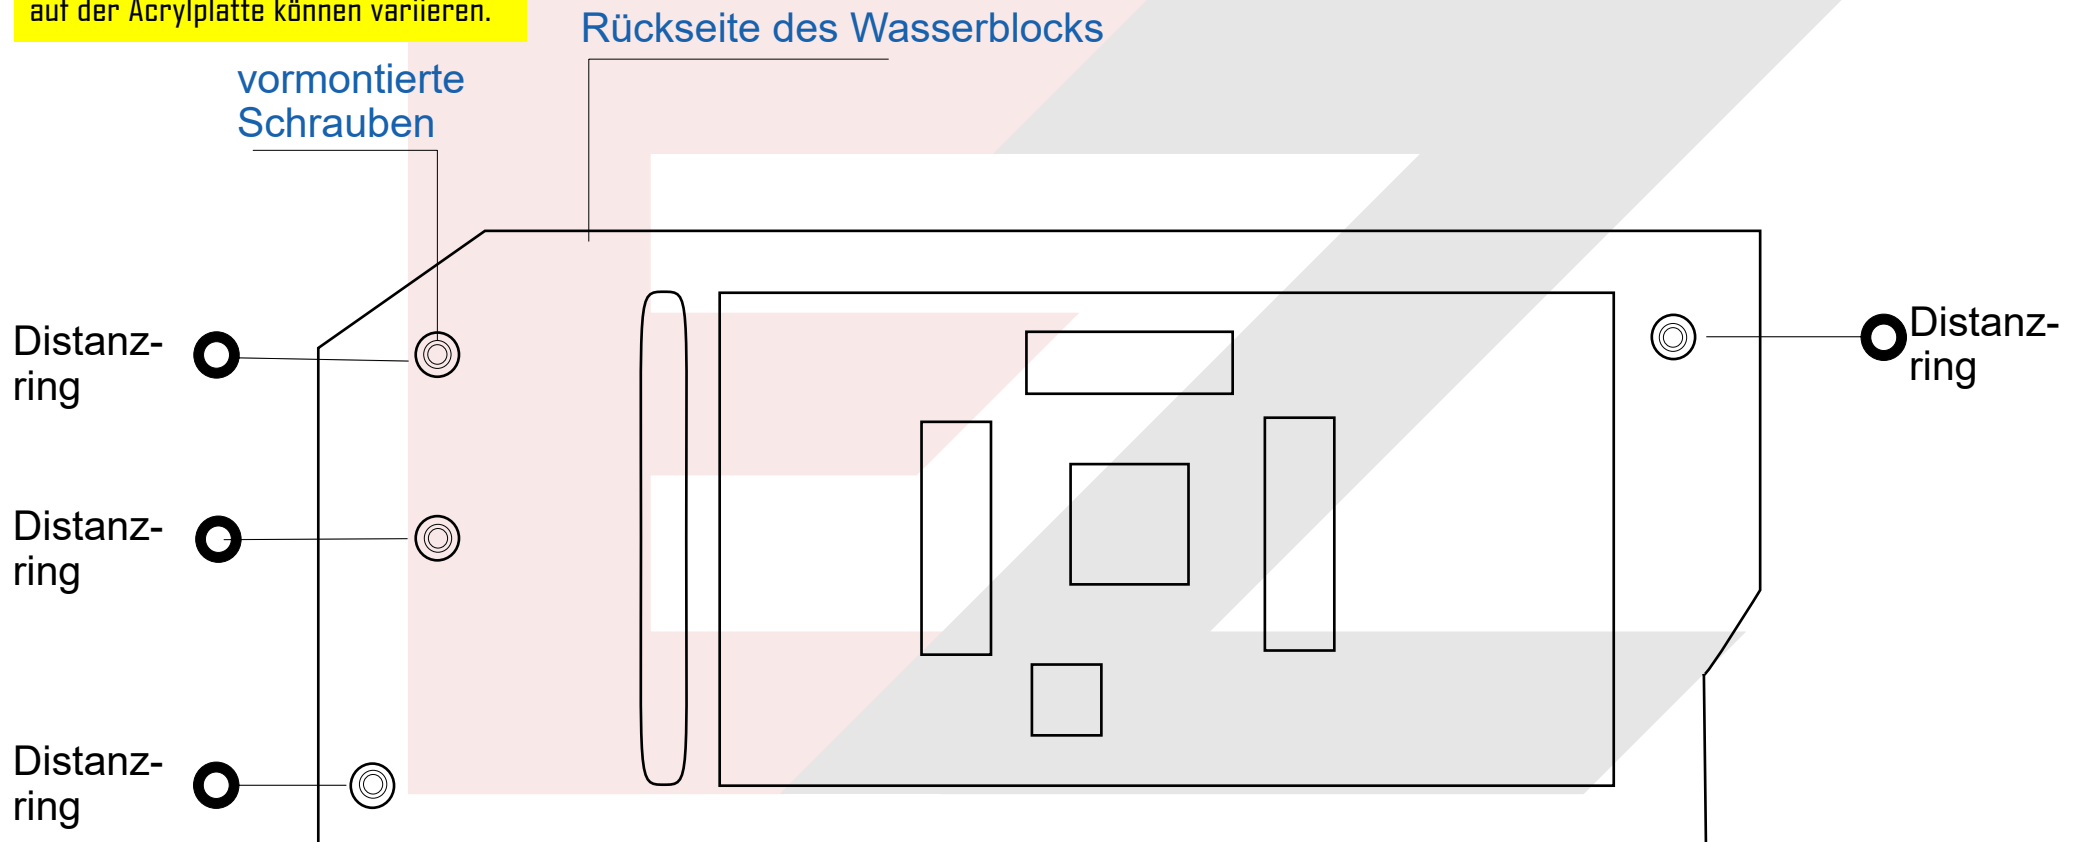 auf der Acrylplatte können variieren.
Rückseite des Wasserblocks
vormontierte
Schrauben
Distanz-
ring
Distanz-
ring
Distanz-
ring
Distanz-
ring